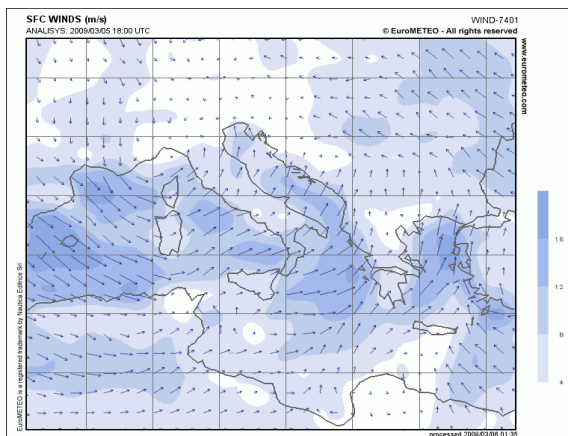 SFC WINDS (m/s)
WIND-7401
ANALISYS: 2009/03/05 18:00 UTC
© EuroMETEO - All rights reserved
www.eurometeo.com
16
12
8
4
EuroMETEO is a registered trademark by Nautica Editrice Srl
processed 2009/03/06 01:36